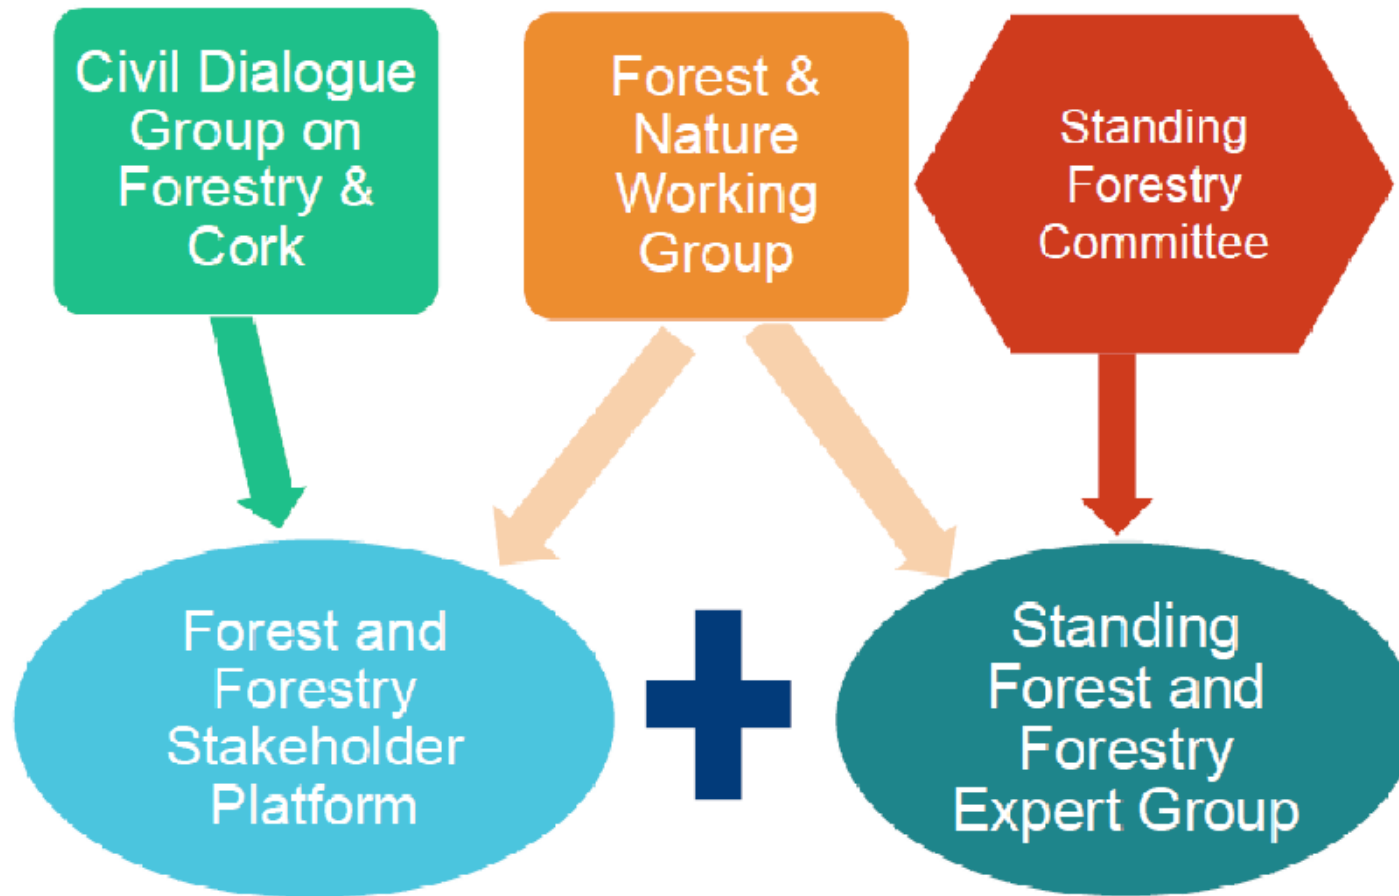 Civil Dialogue
Group on
Forestry &
Cork
Forest &
Nature
Working
Group
Standing
Forestry
Committee
Forest and
Forestry
Stakeholder
Platform
Standing
Forest and
Forestry
Expert Group